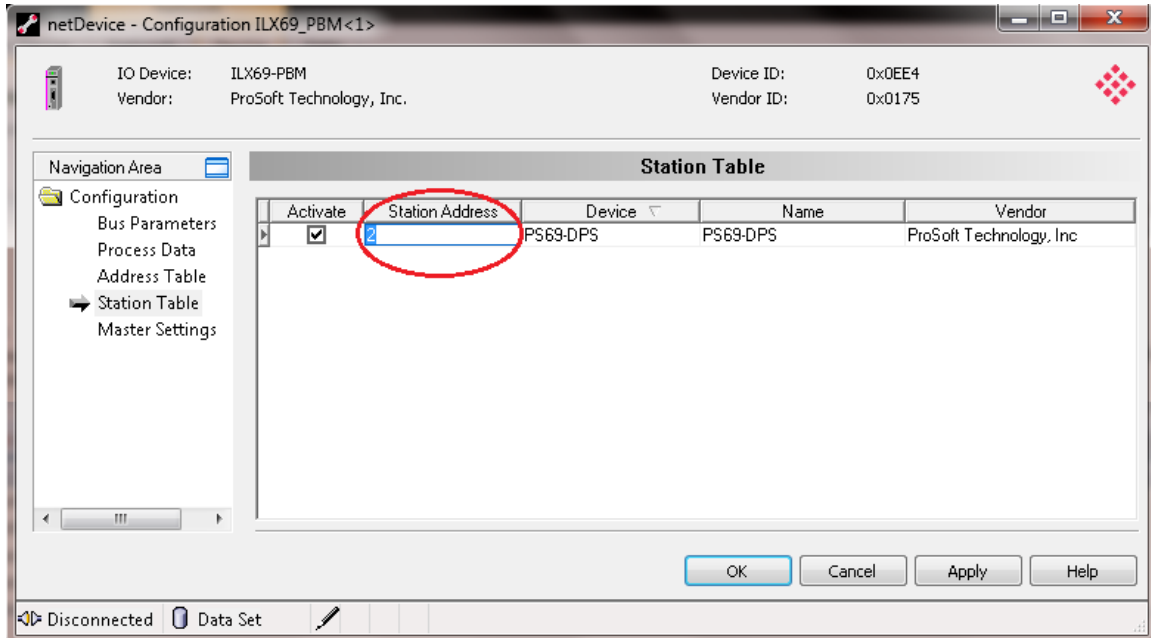 netDevice - Configuration ILX69_PBM<1>
IO Device: ILX69-PBM Device ID: 0x0EE4
Vendor: ProSoft Technology, Inc. Vendor ID: 0x0175
Navigation Area
Configuration
Bus Parameters
Process Data
Address Table
Station Table
Master Settings
Station Table
Activate Station Address Device Name Vendor
2 PS69-DPS PS69-DPS ProSoft Technology, Inc
OK Cancel Apply Help
Disconnected Data Set